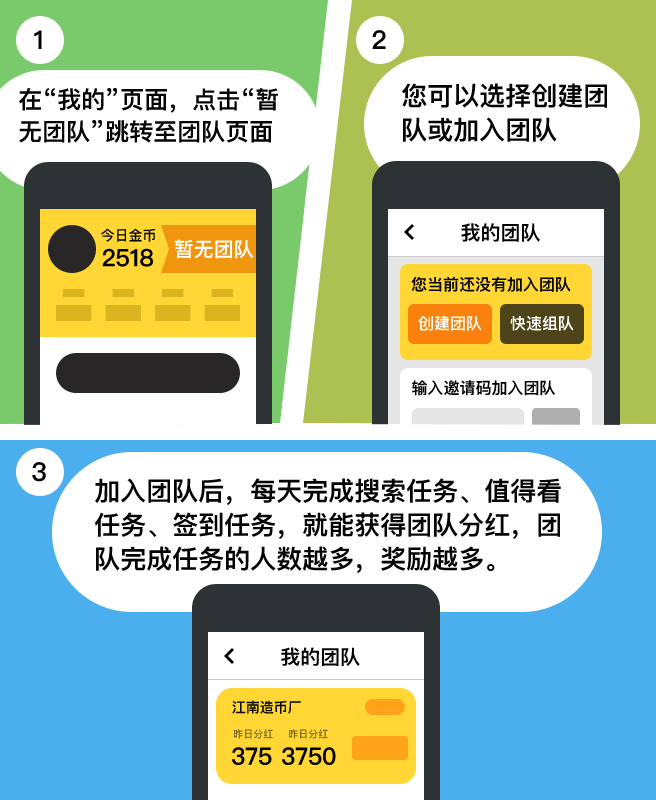 1
在“我的”页面，点击“暂
无团队”跳转至团队页面
今日金币
2518
暂无团队
2
您可以选择创建团
队或加入团队
我的团队
您当前还没有加入团队
创建团队
快速组队
输入邀请码加入团队
3
加入团队后，每天完成搜索任务、值得看
任务、签到任务，就能获得团队分红，团
队完成任务的人数越多，奖励越多。
我的团队
江南造币厂
昨日分红 昨日分红
375 3750